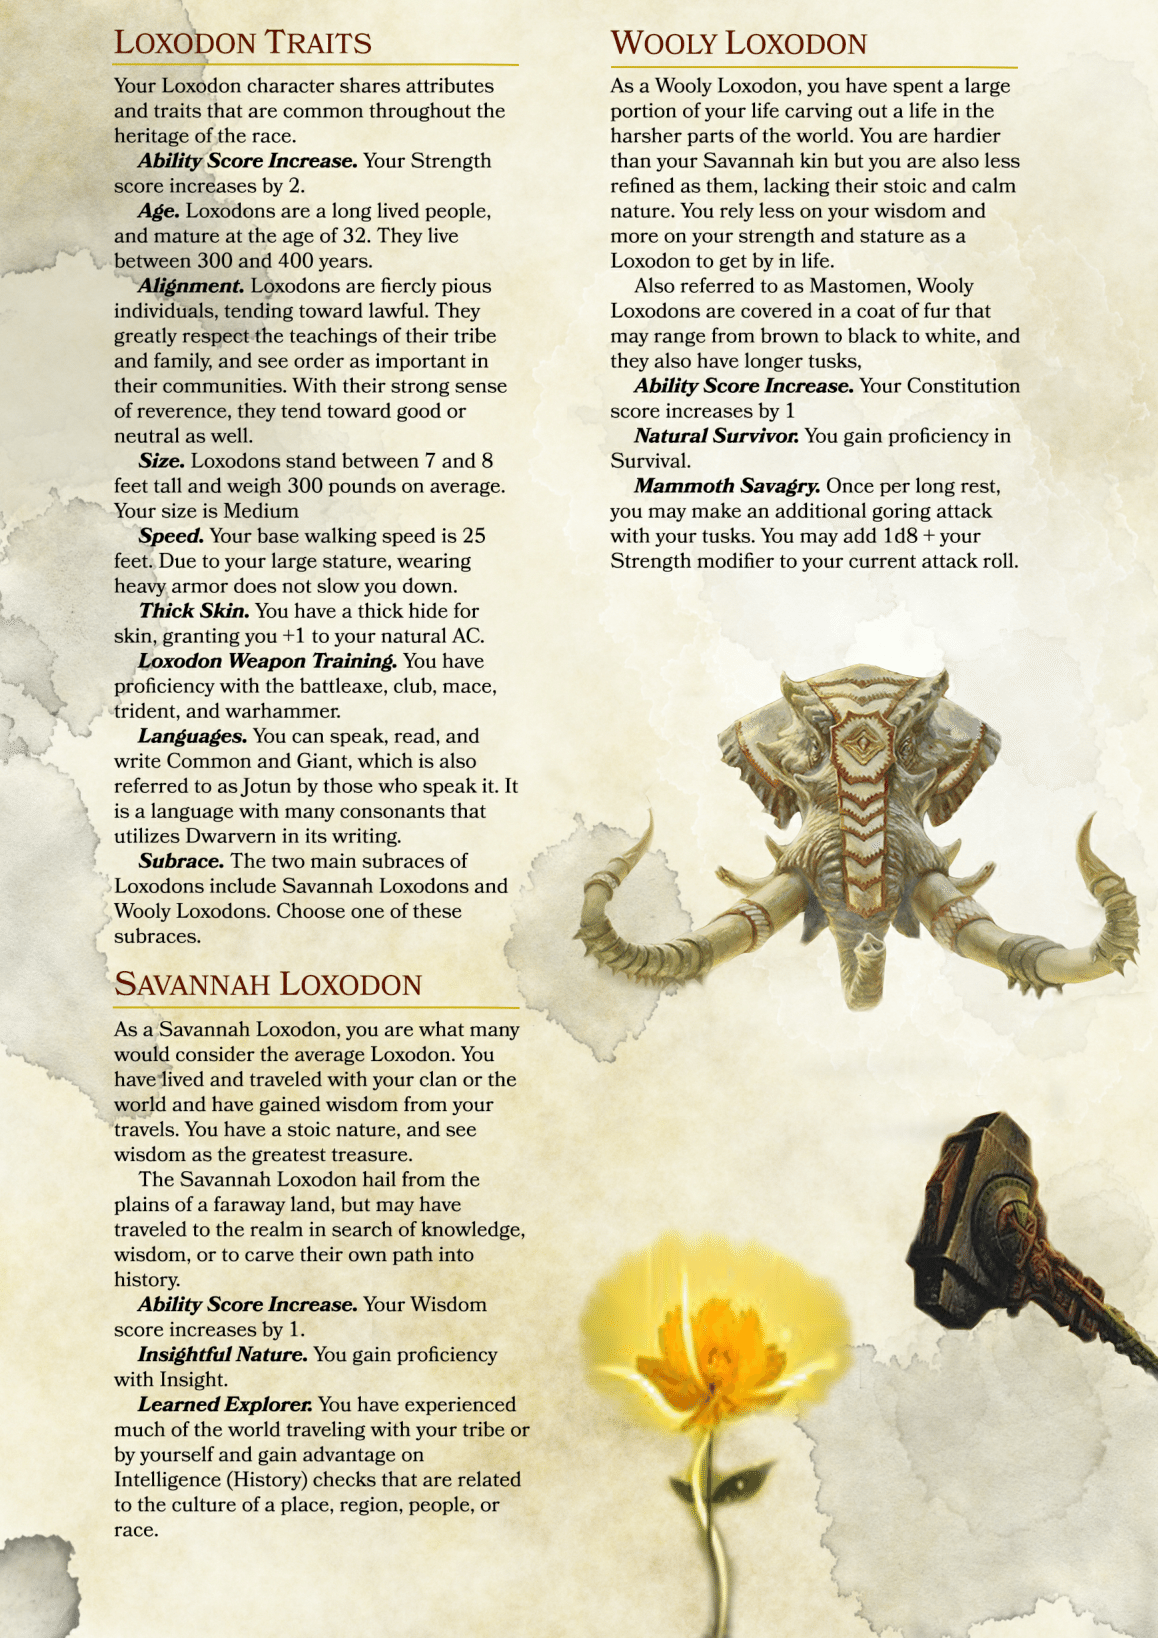 LOXODON TRAITS
Your Loxodon character shares attributes
and traits that are common throughout the
heritage of the race.
Ability Score Increase. Your Strength
score increases by 2.
Age. Loxodons are a long lived people,
and mature at the age of 32. They live
between 300 and 400 years.
Alignment. Loxodons are fiercly pious
individuals, tending toward lawful. They
greatly respect the teachings of their tribe
and family, and see order as important in
their communities. With their strong sense
of reverence, they tend toward good or
neutral as well.
Size. Loxodons stand between 7 and 8
feet tall and weigh 300 pounds on average.
Your size is Medium
Speed. Your base walking speed is 25
feet. Due to your large stature, wearing
heavy armor does not slow you down.
Thick Skin. You have a thick hide for
skin, granting you +1 to your natural AC.
Loxodon Weapon Training. You have
proficiency with the battleaxe, club, mace,
trident, and warhammer.
Languages. You can speak, read, and
write Common and Giant, which is also
referred to as Jotun by those who speak it. It
is a language with many consonants that
utilizes Dwarvern in its writing.
Subrace. The two main subraces of
Loxodons include Savannah Loxodons and
Wooly Loxodons. Choose one of these
subraces.
SAVANNAH LOXODON
As a Savannah Loxodon, you are what many
would consider the average Loxodon. You
have lived and traveled with your clan or the
world and have gained wisdom from your
travels. You have a stoic nature, and see
wisdom as the greatest treasure.
The Savannah Loxodon hail from the
plains of a faraway land, but may have
traveled to the realm in search of knowledge,
wisdom, or to carve their own path into
history.
Ability Score Increase. Your Wisdom
score increases by 1.
Insightful Nature. You gain proficiency
with Insight.
Learned Explorer. You have experienced
much of the world traveling with your tribe or
by yourself and gain advantage on
Intelligence (History) checks that are related
to the culture of a place, region, people, or
race.
WOOLY LOXODON
As a Wooly Loxodon, you have spent a large
portion of your life carving out a life in the
harsher parts of the world. You are hardier
than your Savannah kin but you are also less
refined as them, lacking their stoic and calm
nature. You rely less on your wisdom and
more on your strength and stature as a
Loxodon to get by in life.
Also referred to as Mastomen, Wooly
Loxodons are covered in a coat of fur that
may range from brown to black to white, and
they also have longer tusks,
Ability Score Increase. Your Constitution
score increases by 1
Natural Survivor. You gain proficiency in
Survival.
Mammoth Savagry. Once per long rest,
you may make an additional goring attack
with your tusks. You may add 1d8 + your
Strength modifier to your current attack roll.